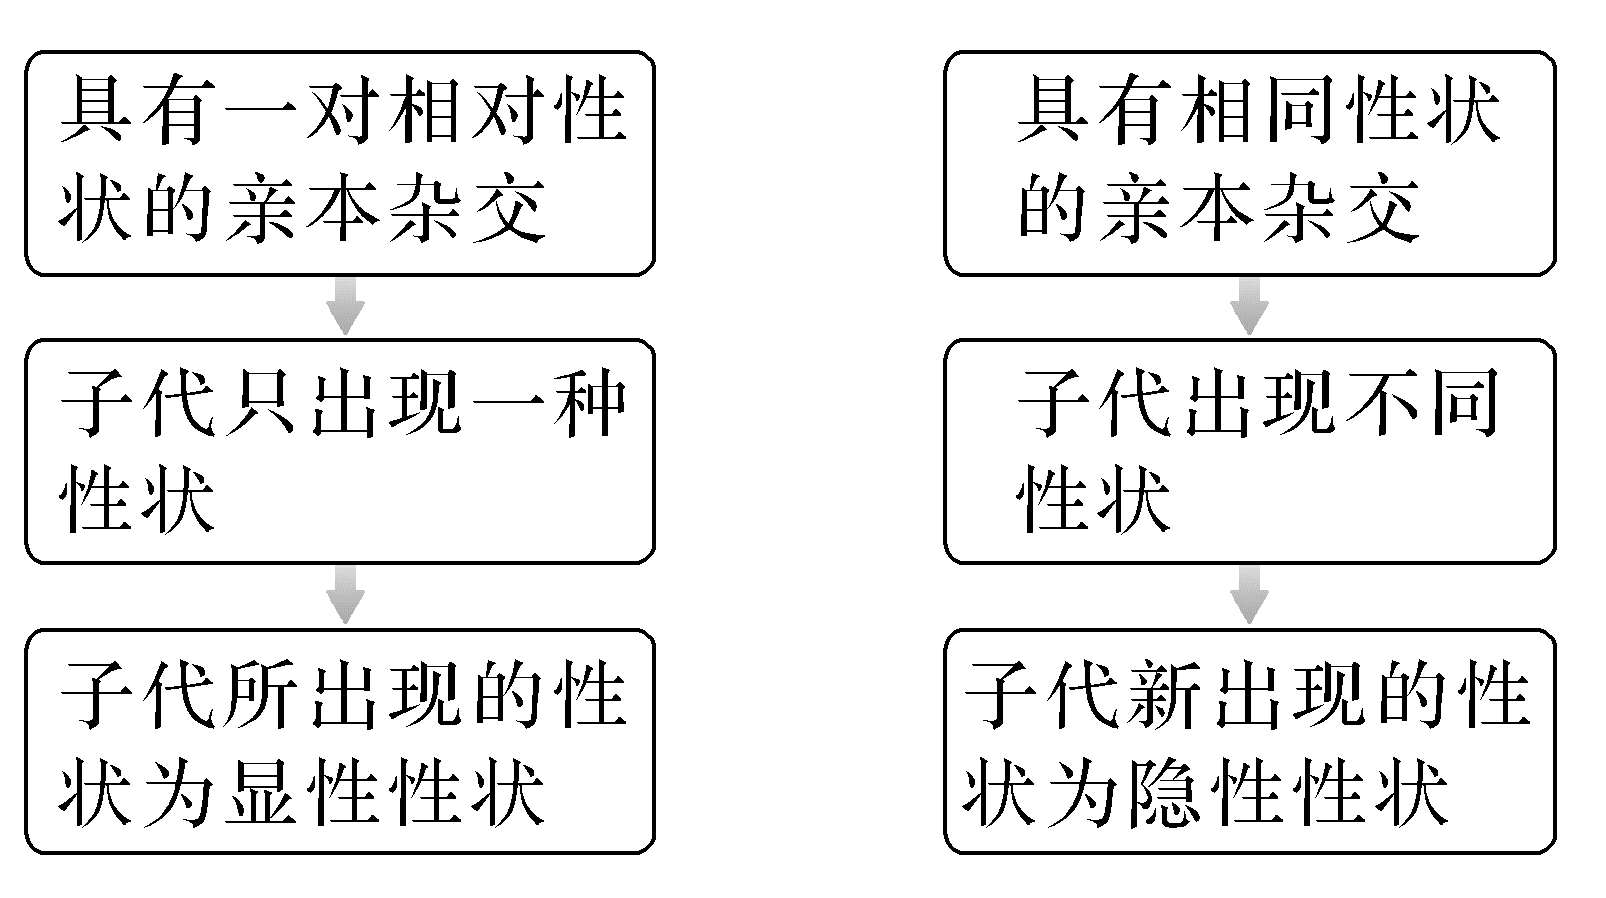 具有一对相对性
状的亲本杂交
子代只出现一种
性状
子代所出现的性
状为显性性状
具有相同性状
的亲本杂交
子代出现不同
性状
子代新出现的性
状为隐性性状